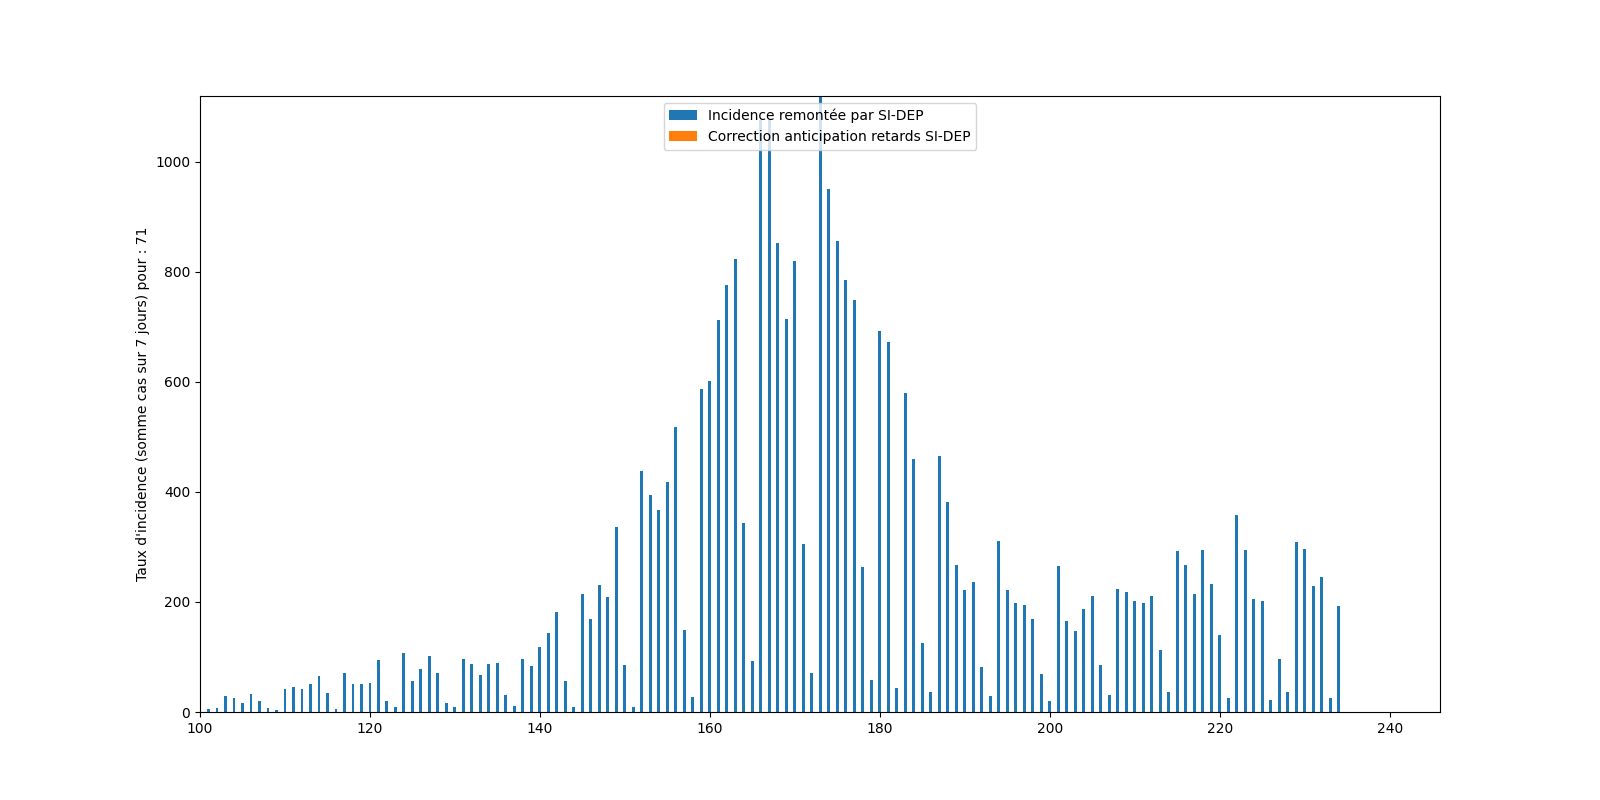 Incidence remontée par SI-DEP
Correction anticipation retards SI-DEP
Taux d'incidence (somme cas sur 7 jours) pour : 71
1000
800
600
400
200
0
100 120 140 160 180 200 220 240